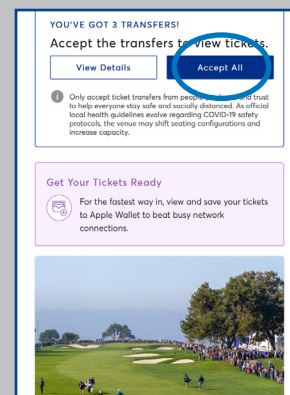 YOU'VE GOT 3 TRANSFERS!
Accept the transfers to view tickets.
View Details
Accept All
Only accept ticket transfers from people you know and trust
to help everyone stay safe and socially distanced. As official
local health guidelines evolve regarding COVID-19 safety
protocols, the venue may shift seating configurations and
increase capacity.
Get Your Tickets Ready
For the fastest way in, view and save your tickets
to Apple Wallet to beat busy network
connections.